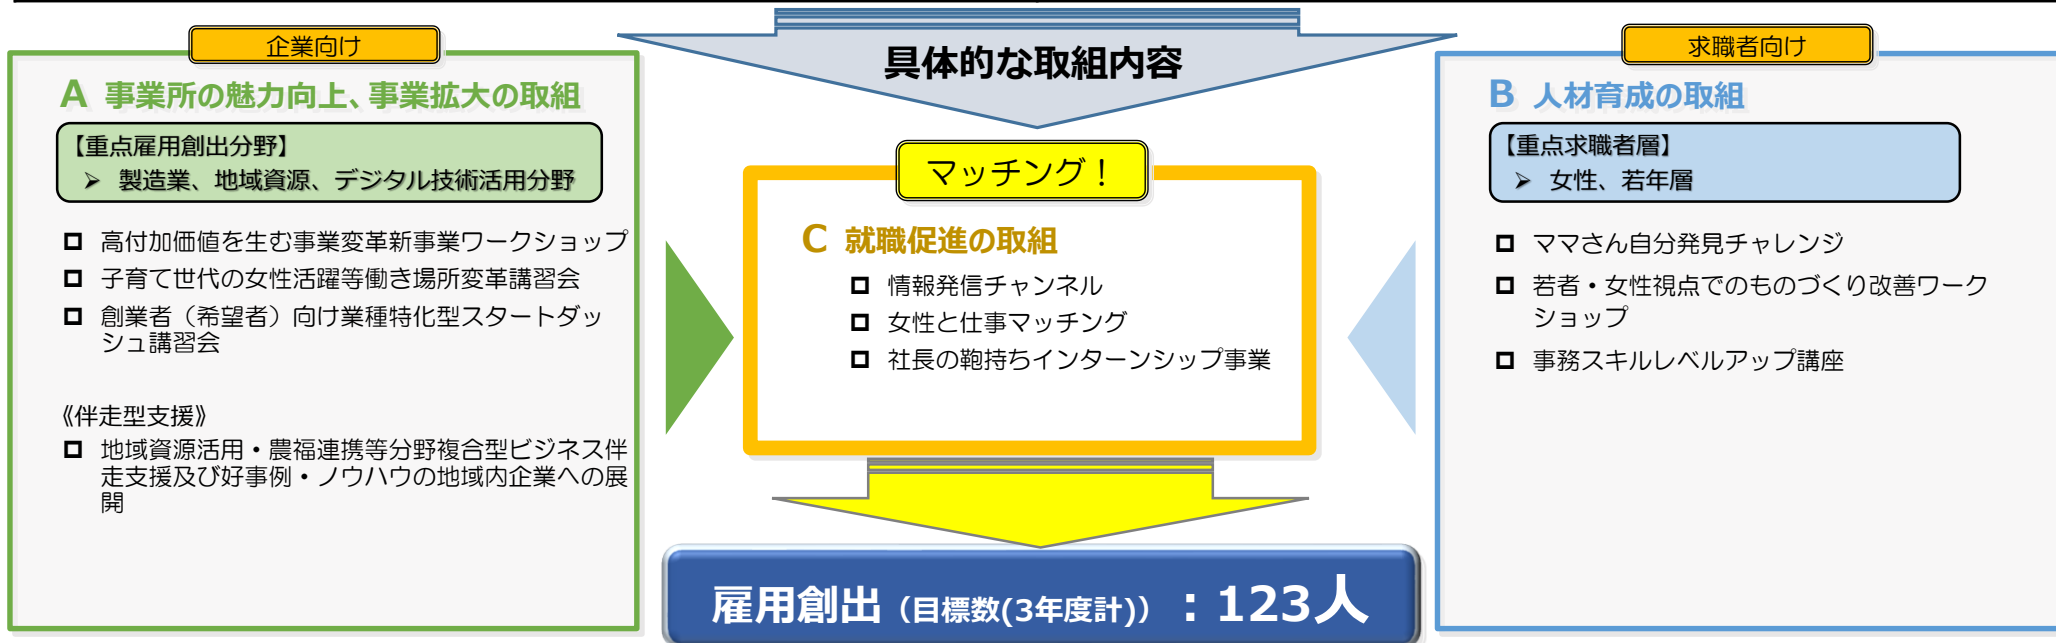 具体的な取組内容
企業向け
A 事業所の魅力向上、事業拡大の取組
【重点雇用創出分野】
➢ 製造業、地域資源、デジタル技術活用分野
高付加価値を生む事業変革新事業ワークショップ
子育て世代の女性活躍等働き場所変革講習会
創業者（希望者）向け業種特化型スタートダッ
シュ講習会
《伴走型支援》
地域資源活用・農福連携等分野複合型ビジネス伴
走支援及び好事例・ノウハウの地域内企業への展
開
マッチング！
C 就職促進の取組
情報発信チャンネル
女性と仕事マッチング
社長の鞄持ちインターンシップ事業
求職者向け
B 人材育成の取組
【重点求職者層】
➢ 女性、若年層
ママさん自分発見チャレンジ
若者・女性視点でのものづくり改善ワーク
ショップ
事務スキルレベルアップ講座
雇用創出（目標数(3年度計)）：123人